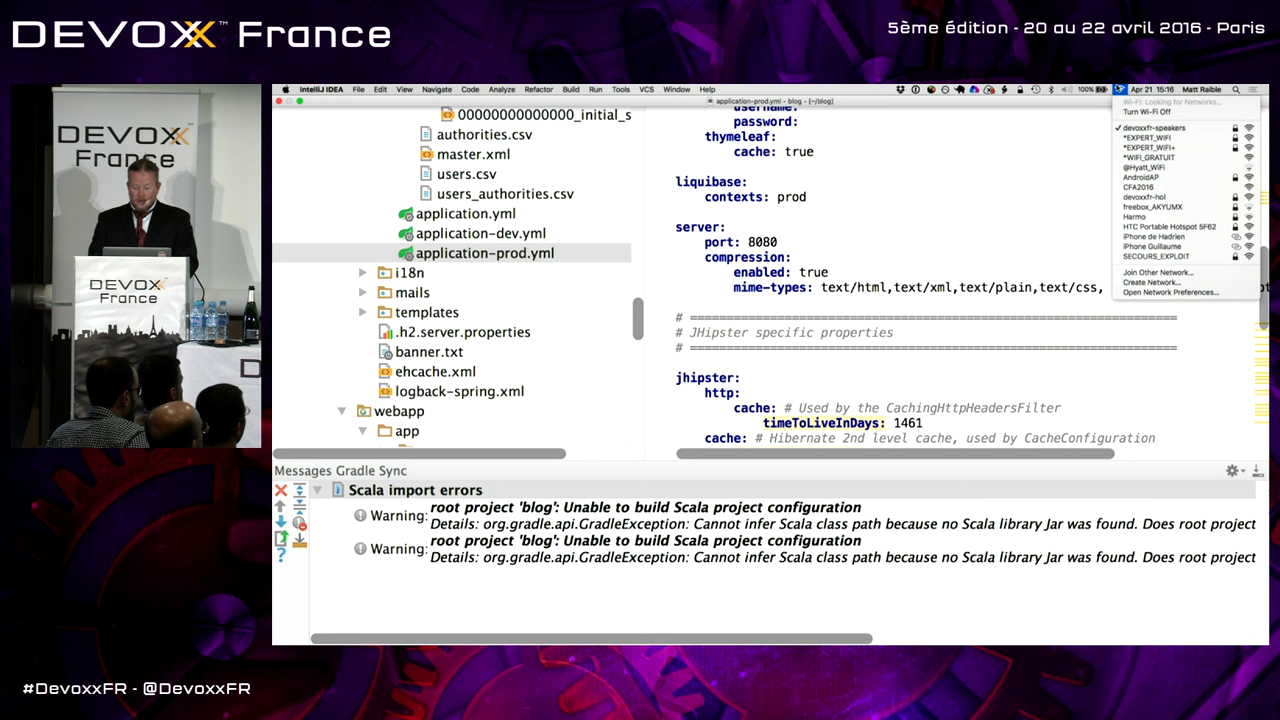 DEVOXX™ France
5ème édition - 20 au 22 avril 2016 - Paris
DEVOXX
France
DEVOXX
France
D
IntelliJ IDEA File Edit View Navigate Code Analyze Refactor Build Run Tools VCS Window Help
100% Apr 21 15:16 Matt Raible
application-prod.yml - blog - [~/blog]
00000000000000_initial_s
authorities.csv
master.xml
users.csv
users_authorities.csv
application.yml
application-dev.yml
application-prod.yml
i18n
mails
templates
.h2.server.properties
banner.txt
ehcache.xml
logback-spring.xml
webapp
app
username:
password:
thymeleaf:
cache: true
liquibase:
contexts: prod
server:
port: 8080
compression:
enabled: true
mime-types: text/html,text/xml,text/plain,text/css,
# ===================================================================
# JHipster specific properties
# ===================================================================
jhipster:
http:
cache: # Used by the CachingHttpHeadersFilter
timeToLiveInDays: 1461
cache: # Hibernate 2nd level cache, used by CacheConfiguration
Wi-Fi: Looking for Networks...
Turn Wi-Fi Off
devoxxfr-speakers
*EXPERT_WIFI
*EXPERT_WIFI+
*WIFI_GRATUIT
@Hyatt_WiFi
AndroidAP
CFA2016
devoxxfr-hol
freebox_AKYUMX
Harmo
HTC Portable Hotspot 5F62
iPhone de Hadrien
iPhone Guillaume
SECOURS_EXPLOIT
Join Other Network...
Create Network...
Open Network Preferences...
Messages Gradle Sync
Scala import errors
Warning: root project 'blog': Unable to build Scala project configuration
Details: org.gradle.api.GradleException: Cannot infer Scala class path because no Scala library Jar was found. Does root project
Warning: root project 'blog': Unable to build Scala project configuration
Details: org.gradle.api.GradleException: Cannot infer Scala class path because no Scala library Jar was found. Does root project
#DevoxxFR - @DevoxxFR